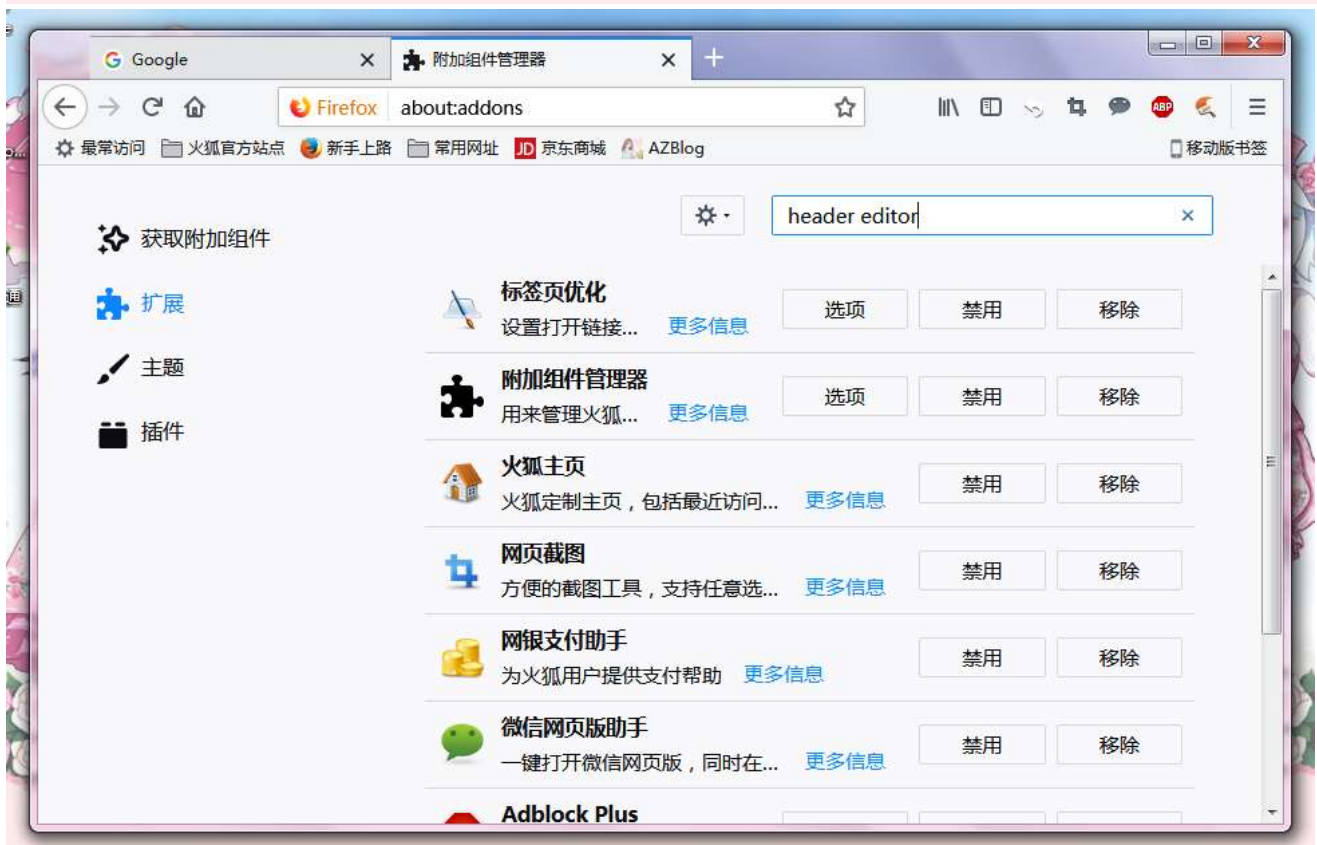 Google
附加组件管理器
Firefox about:addons
ABP
最常访问 火狐官方站点 新手上路 常用网址 JD 京东商城 AZBlog 移动版书签
header editor
获取附加组件
扩展
主题
插件
标签页优化
设置打开链接... 更多信息 选项 禁用 移除
附加组件管理器
用来管理火狐... 更多信息 选项 禁用 移除
火狐主页
火狐定制主页，包括最近访问... 更多信息 禁用 移除
网页截图
方便的截图工具，支持任意选... 更多信息 禁用 移除
网银支付助手
为火狐用户提供支付帮助 更多信息 禁用 移除
微信网页版助手
一键打开微信网页版，同时在... 更多信息 禁用 移除
Adblock Plus